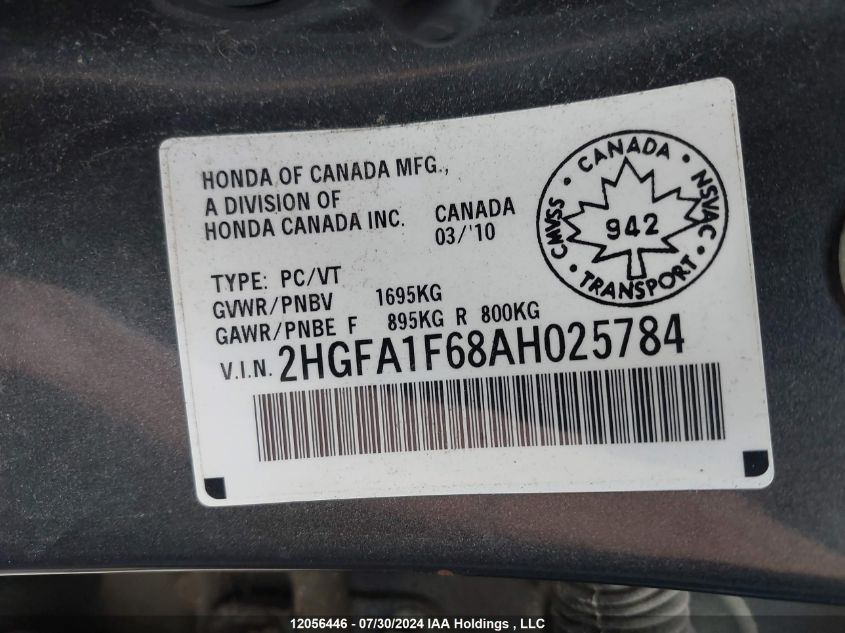 HONDA OF CANADA MFG.,
A DIVISION OF
HONDA CANADA INC.
CANADA
03/'10
CMVSS • CANADA • NSVAC • TRANSPORT •
942
TYPE: PC/VT
GVWR/PNBV 1695KG
GAWR/PNBE F 895KG R 800KG
V.I.N. 2HGFA1F68AH025784
12056446 - 07/30/2024 IAA Holdings , LLC